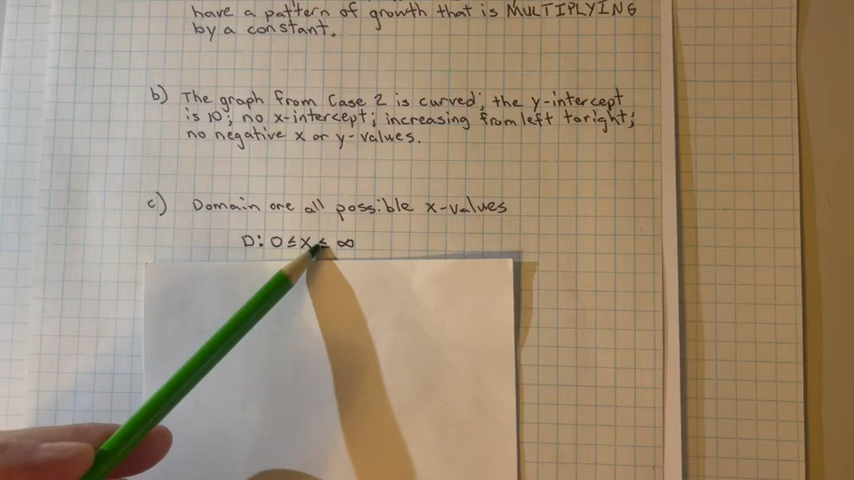 have a pattern of growth that is MULTIPLYING
by a constant.
b) The graph from Case 2 is curved; the y-intercept
is 10; no x-intercept; increasing from left to right;
no negative x or y-values.
c) Domain are all possible x-values
D: 0 ≤ x ≤ ∞